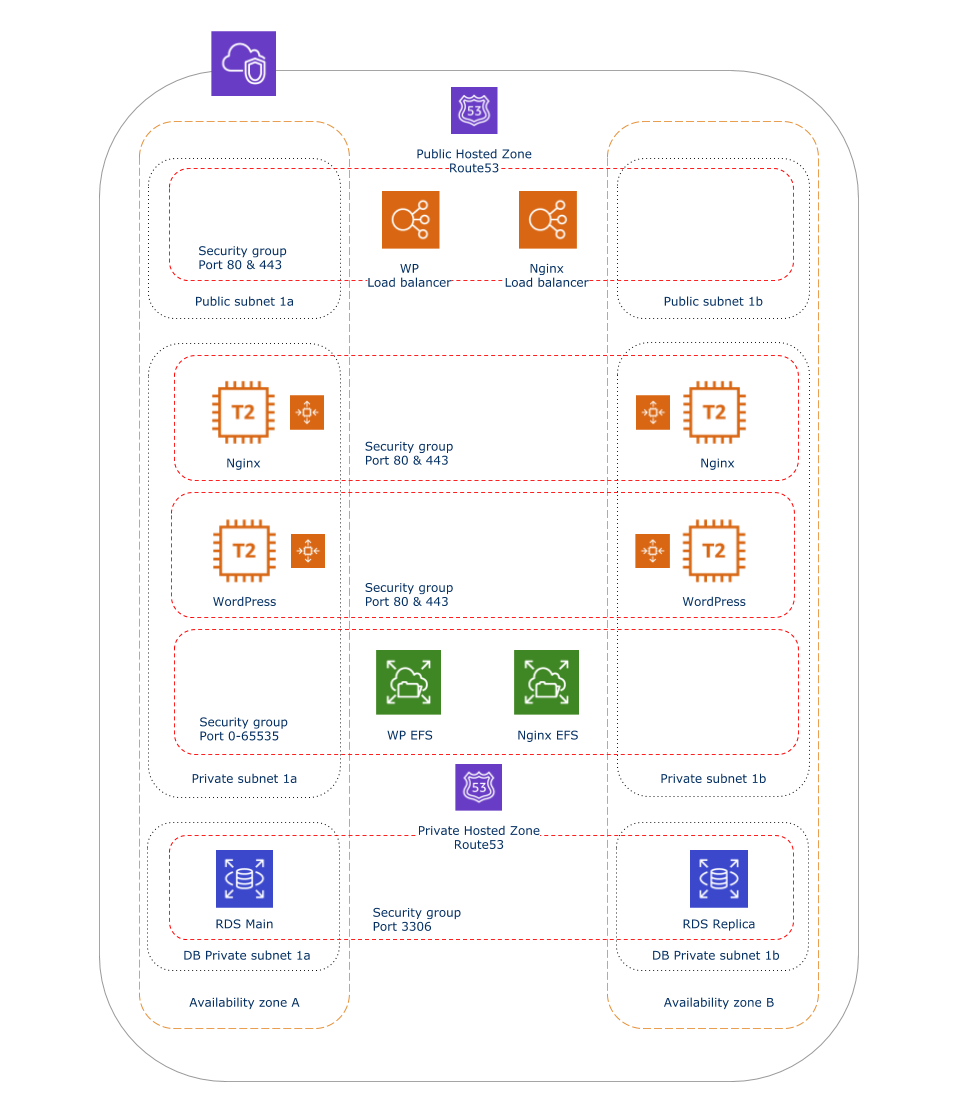 53
Public Hosted Zone
Route53
Security group
Port 80 & 443
WP
Load balancer
Nginx
Load balancer
Public subnet 1a
Public subnet 1b
T2
T2
Nginx
Security group
Port 80 & 443
Nginx
T2
T2
WordPress
Security group
Port 80 & 443
WordPress
Security group
Port 0-65535
WP EFS
Nginx EFS
Private subnet 1a
Private subnet 1b
53
Private Hosted Zone
Route53
RDS Main
Security group
Port 3306
RDS Replica
DB Private subnet 1a
DB Private subnet 1b
Availability zone A
Availability zone B